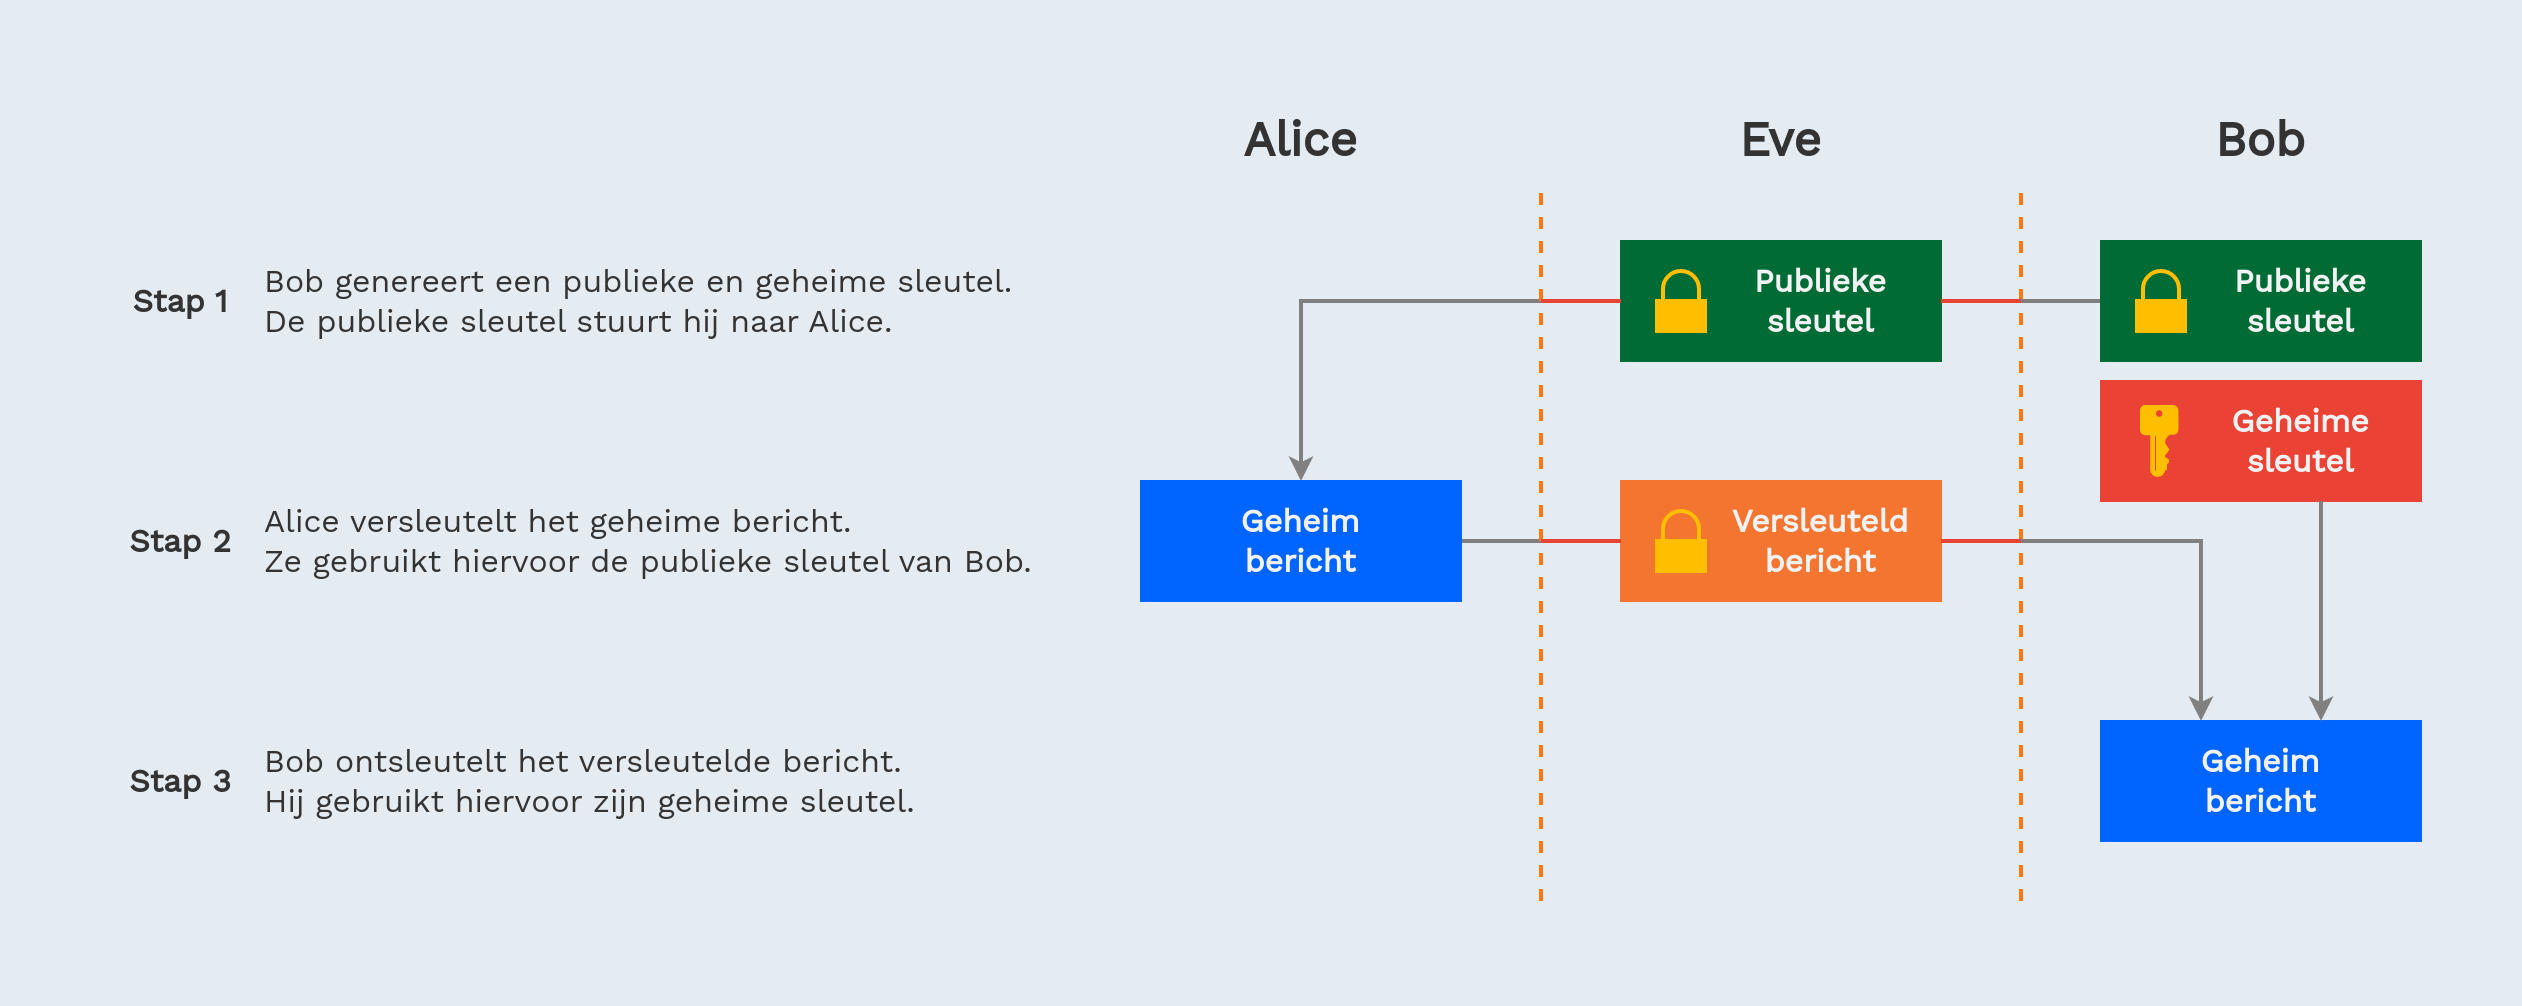 Alice
Eve
Bob
Stap 1
Bob genereert een publieke en geheime sleutel.
De publieke sleutel stuurt hij naar Alice.
Publieke
sleutel
Publieke
sleutel
Geheime
sleutel
Stap 2
Alice versleutelt het geheime bericht.
Ze gebruikt hiervoor de publieke sleutel van Bob.
Geheim
bericht
Versleuteld
bericht
Stap 3
Bob ontsleutelt het versleutelde bericht.
Hij gebruikt hiervoor zijn geheime sleutel.
Geheim
bericht